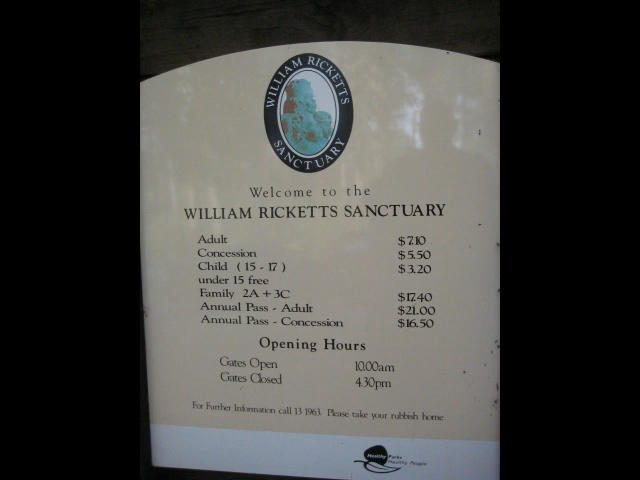 WILLIAM RICKETTS
SANCTUARY
Welcome to the
WILLIAM RICKETTS SANCTUARY
Adult $7.10
Concession $5.50
Child ( 15 - 17 ) $3.20
under 15 free
Family 2A + 3C $17.40
Annual Pass - Adult $21.00
Annual Pass - Concession $16.50
Opening Hours
Gates Open 10.00am
Gates Closed 4.30pm
For Further Information call 13 1963. Please take your rubbish home
Healthy Parks
Healthy People